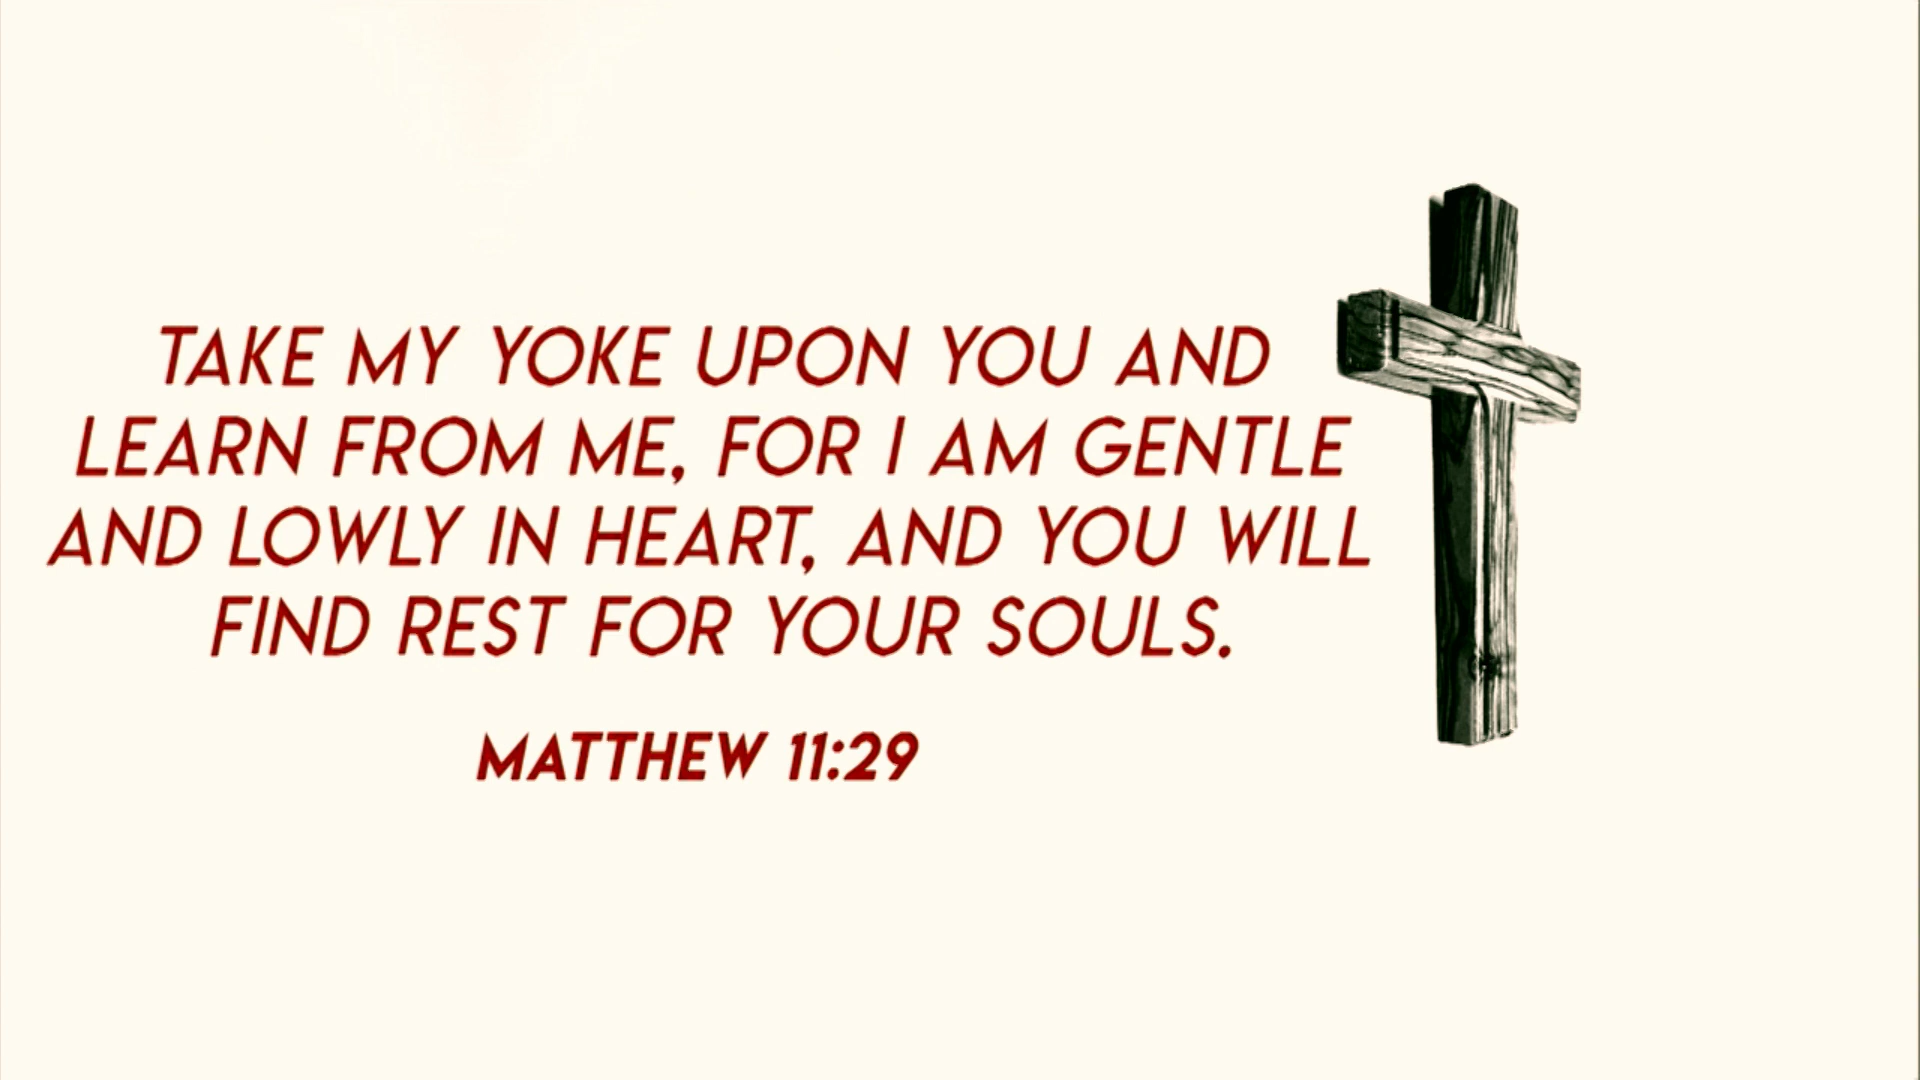 TAKE MY YOKE UPON YOU AND
LEARN FROM ME, FOR I AM GENTLE
AND LOWLY IN HEART, AND YOU WILL
FIND REST FOR YOUR SOULS.
MATTHEW 11:29